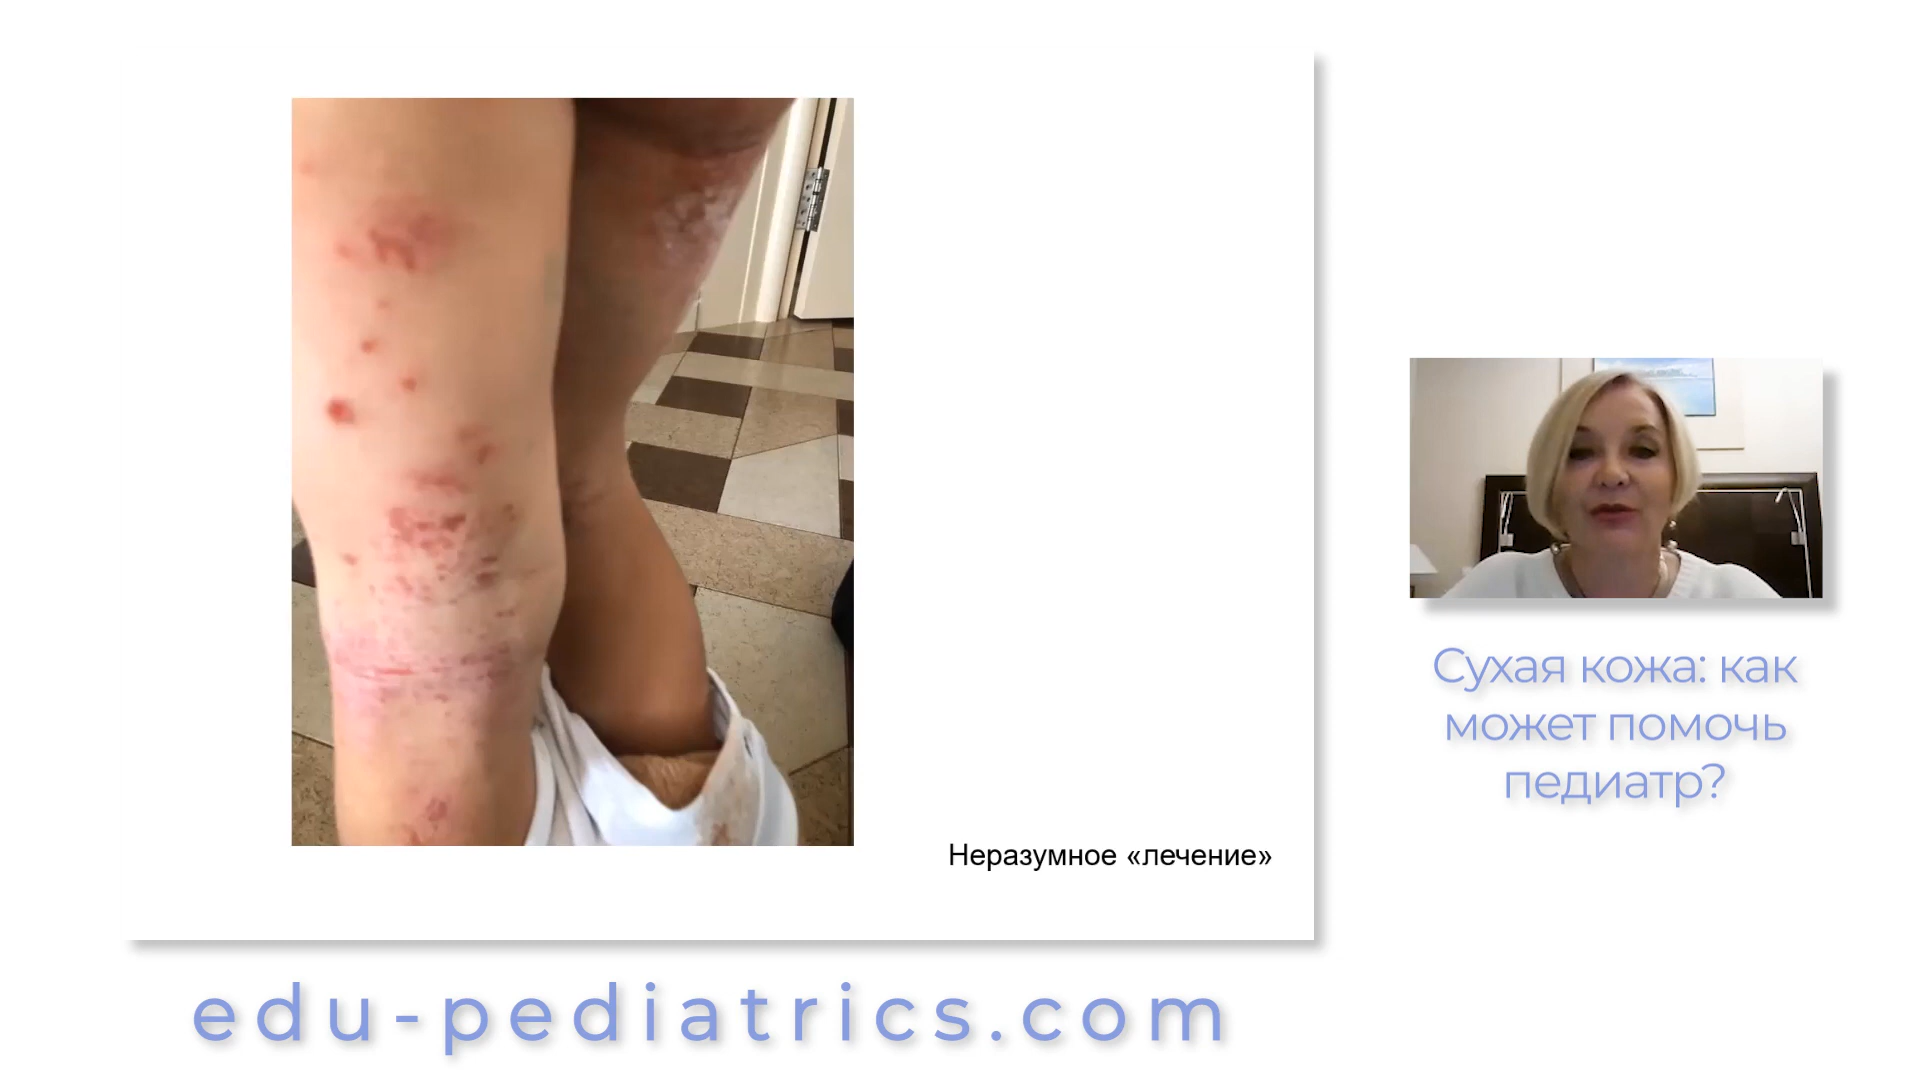 Неразумное «лечение»
Сухая кожа: как
может помочь
педиатр?
edu-pediatrics.com